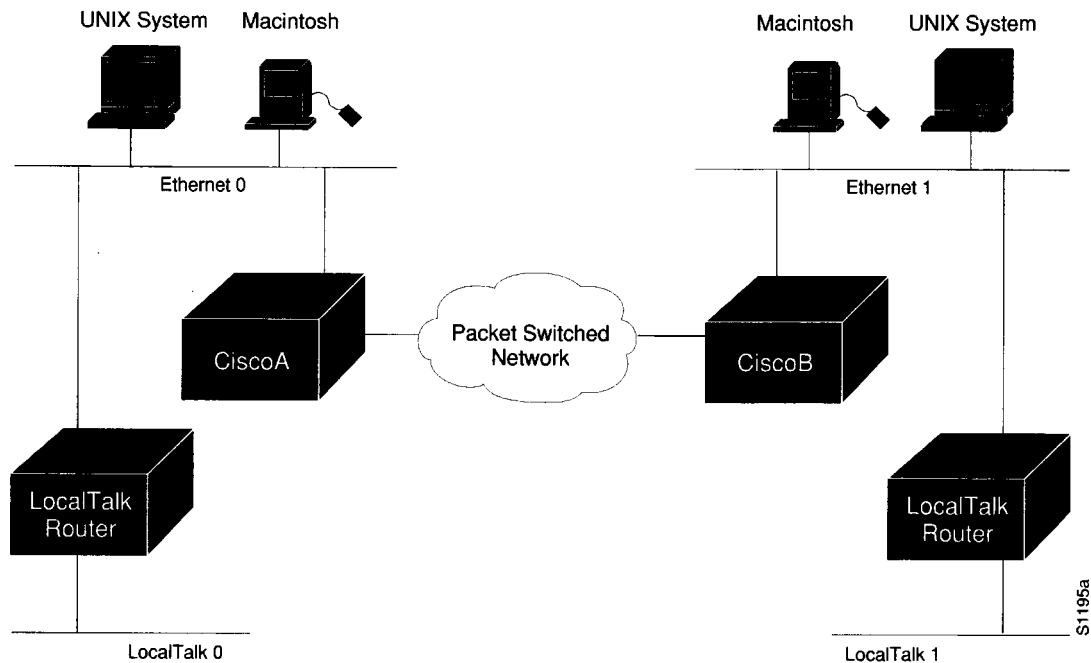 UNIX System
Macintosh
Macintosh
UNIX System
Ethernet 0
Ethernet 1
CiscoA
Packet Switched
Network
CiscoB
LocalTalk
Router
LocalTalk
Router
LocalTalk 0
LocalTalk 1
S1195a